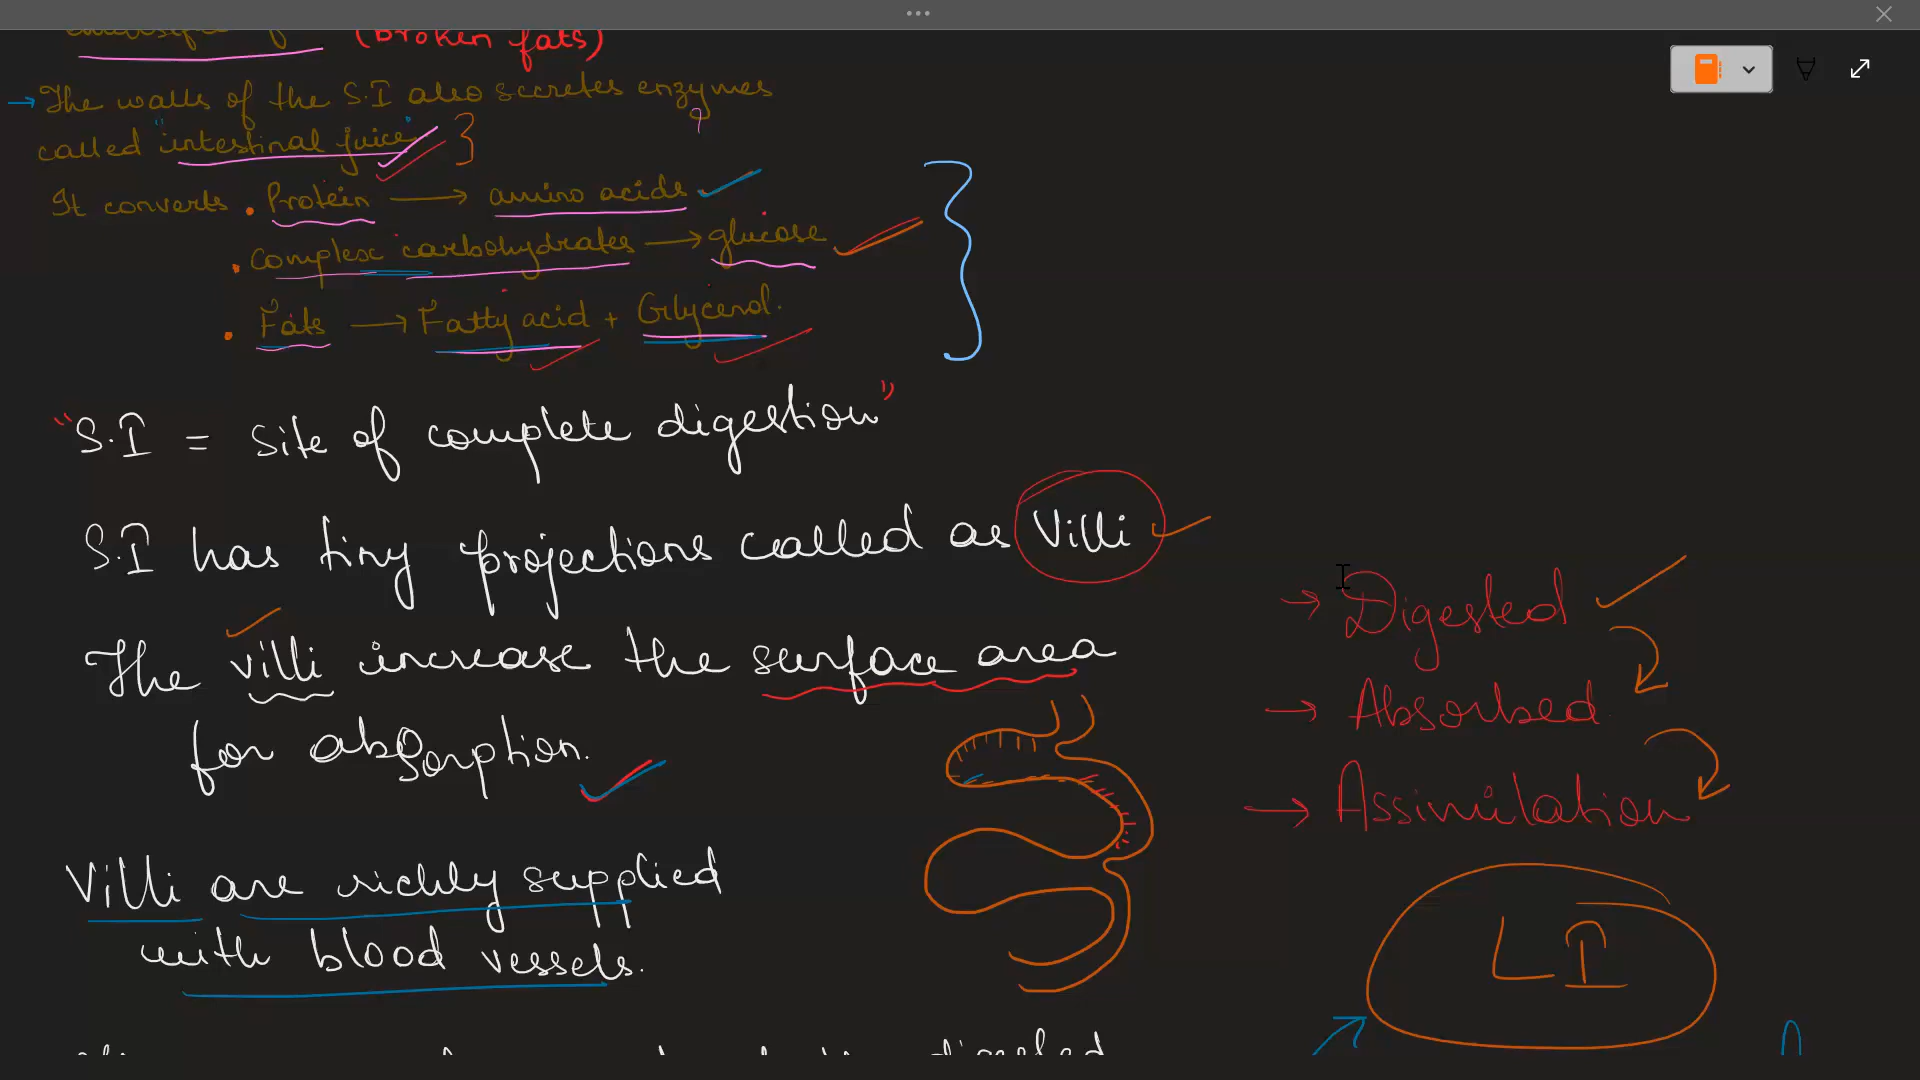 (Broken fats)
→ The walls of the S.I also secretes enzymes
called "intestinal juice"
It converts • Protein → amino acids
• Complex carbohydrates → glucose
• Fats → Fatty acid + Glycerol.
"S.I = Site of complete digestion"
S.I has tiny projections called as Villi
The villi increase the surface area
for absorption.
Villi are richly supplied
with blood vessels.
digested
→ Digested
→ Absorbed
→ Assimilation
LI